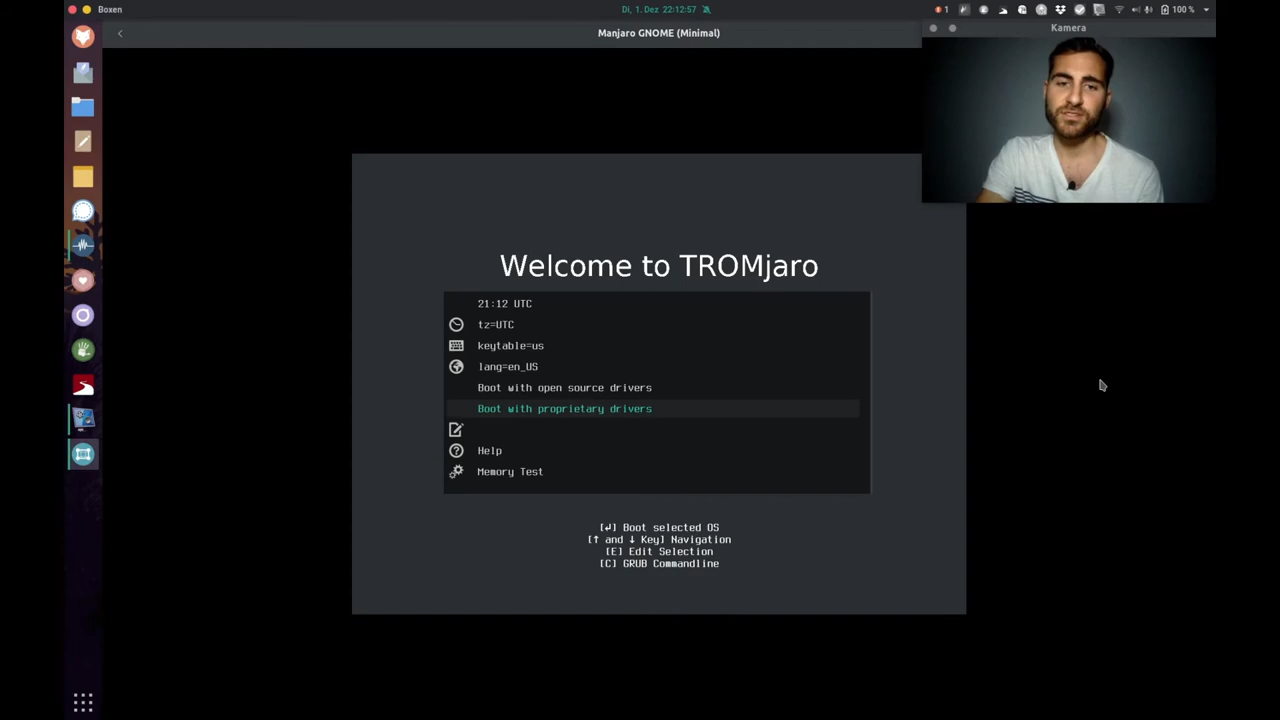 Boxen
Di, 1. Dez 22:12:57
1
100 %
Manjaro GNOME (Minimal)
Kamera
Welcome to TROMjaro
21:12 UTC
tz=UTC
keytable=us
lang=en_US
Boot with open source drivers
Boot with proprietary drivers
Help
Memory Test
[↵] Boot selected OS
[↑ and ↓ Key] Navigation
[E] Edit Selection
[C] GRUB Commandline